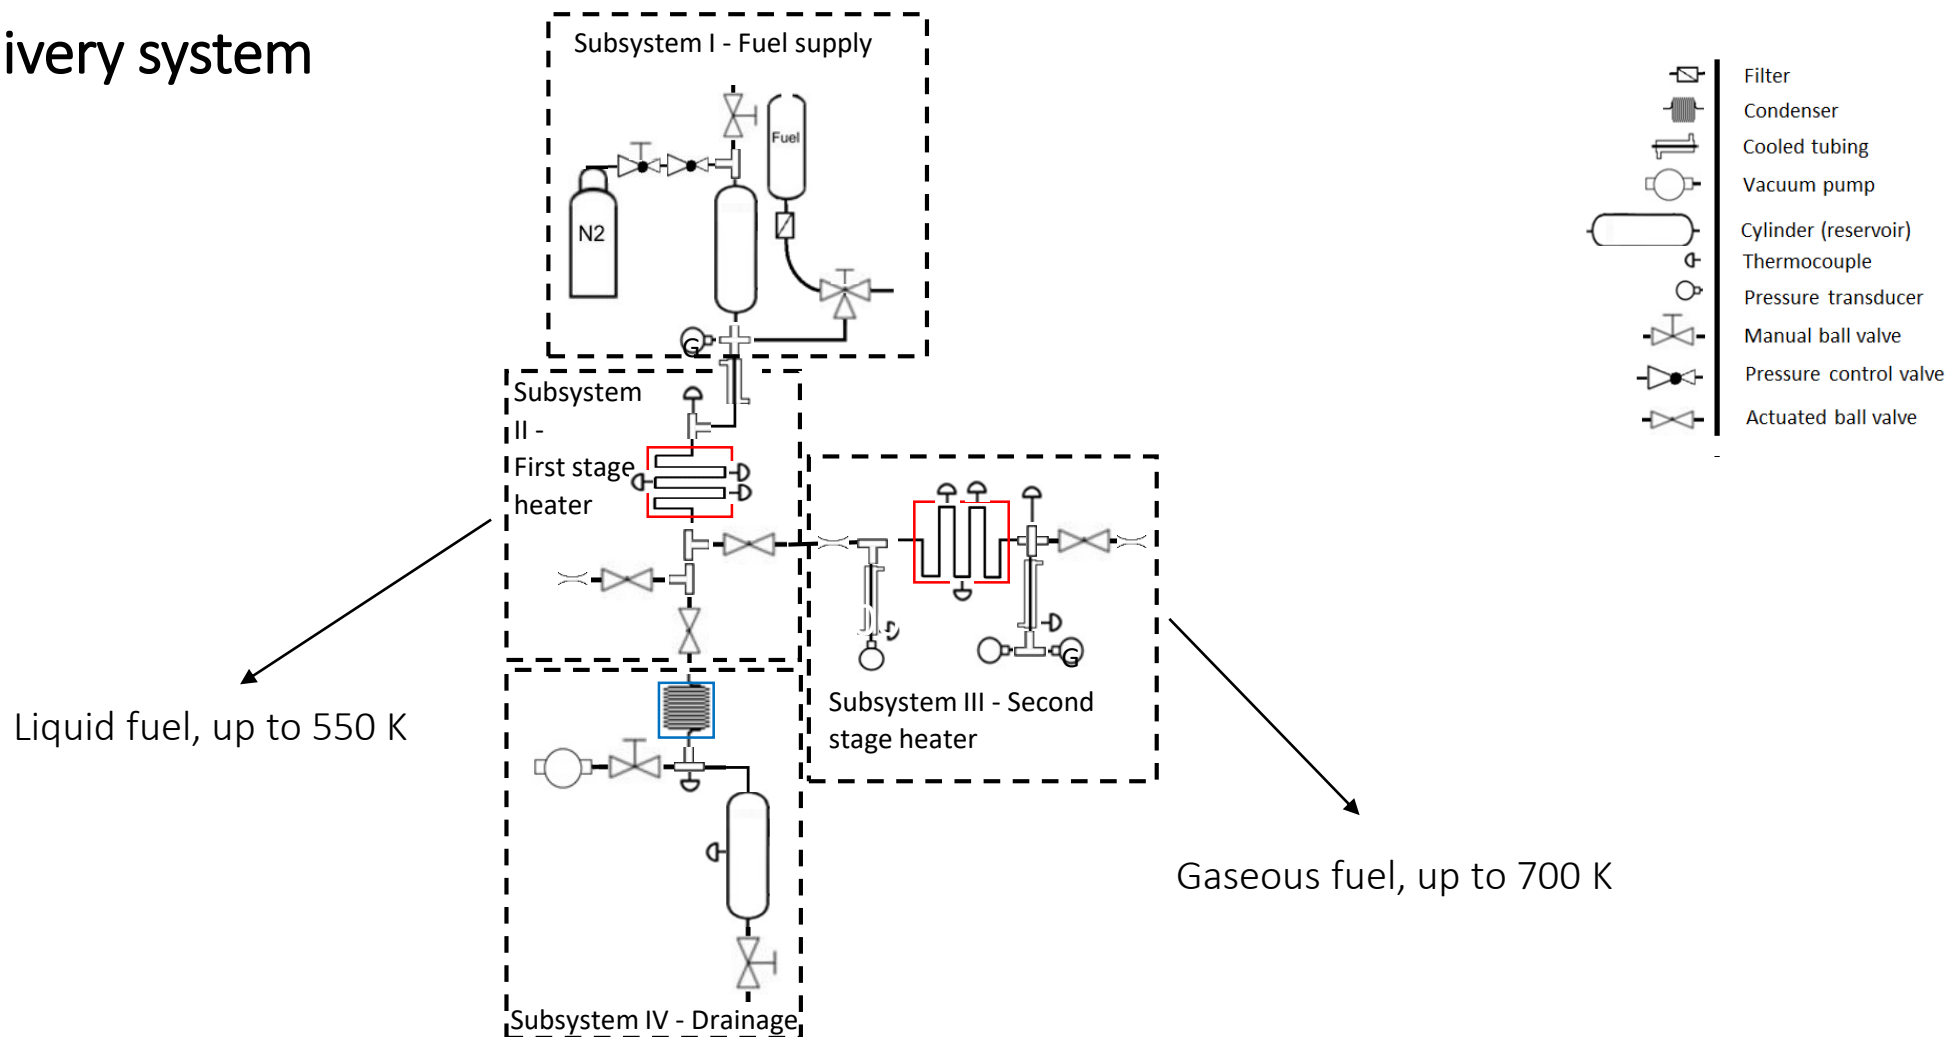 ivery system
Subsystem I - Fuel supply
Fuel
N2
G
Subsystem
II -
First stage
heater
G
Subsystem III - Second
stage heater
Subsystem IV - Drainage
Liquid fuel, up to 550 K
Gaseous fuel, up to 700 K
Filter
Condenser
Cooled tubing
Vacuum pump
Cylinder (reservoir)
Thermocouple
Pressure transducer
Manual ball valve
Pressure control valve
Actuated ball valve